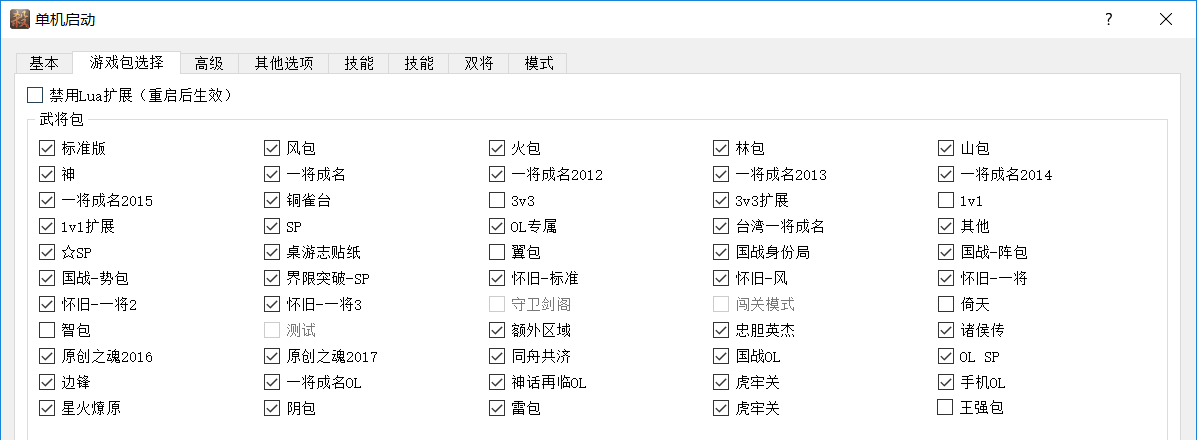 单机启动 ?
基本 游戏包选择 高级 其他选项 技能 技能 双将 模式
禁用Lua扩展（重启后生效）
武将包
标准版 风包 火包 林包 山包
神 一将成名 一将成名2012 一将成名2013 一将成名2014
一将成名2015 铜雀台 3v3 3v3扩展 1v1
1v1扩展 SP OL专属 台湾一将成名 其他
☆SP 桌游志贴纸 翼包 国战身份局 国战-阵包
国战-势包 界限突破-SP 怀旧-标准 怀旧-风 怀旧-一将
怀旧-一将2 怀旧-一将3 守卫剑阁 闯关模式 倚天
智包 测试 额外区域 忠胆英杰 诸侯传
原创之魂2016 原创之魂2017 同舟共济 国战OL OL SP
边锋 一将成名OL 神话再临OL 虎牢关 手机OL
星火燎原 阴包 雷包 虎牢关 王强包